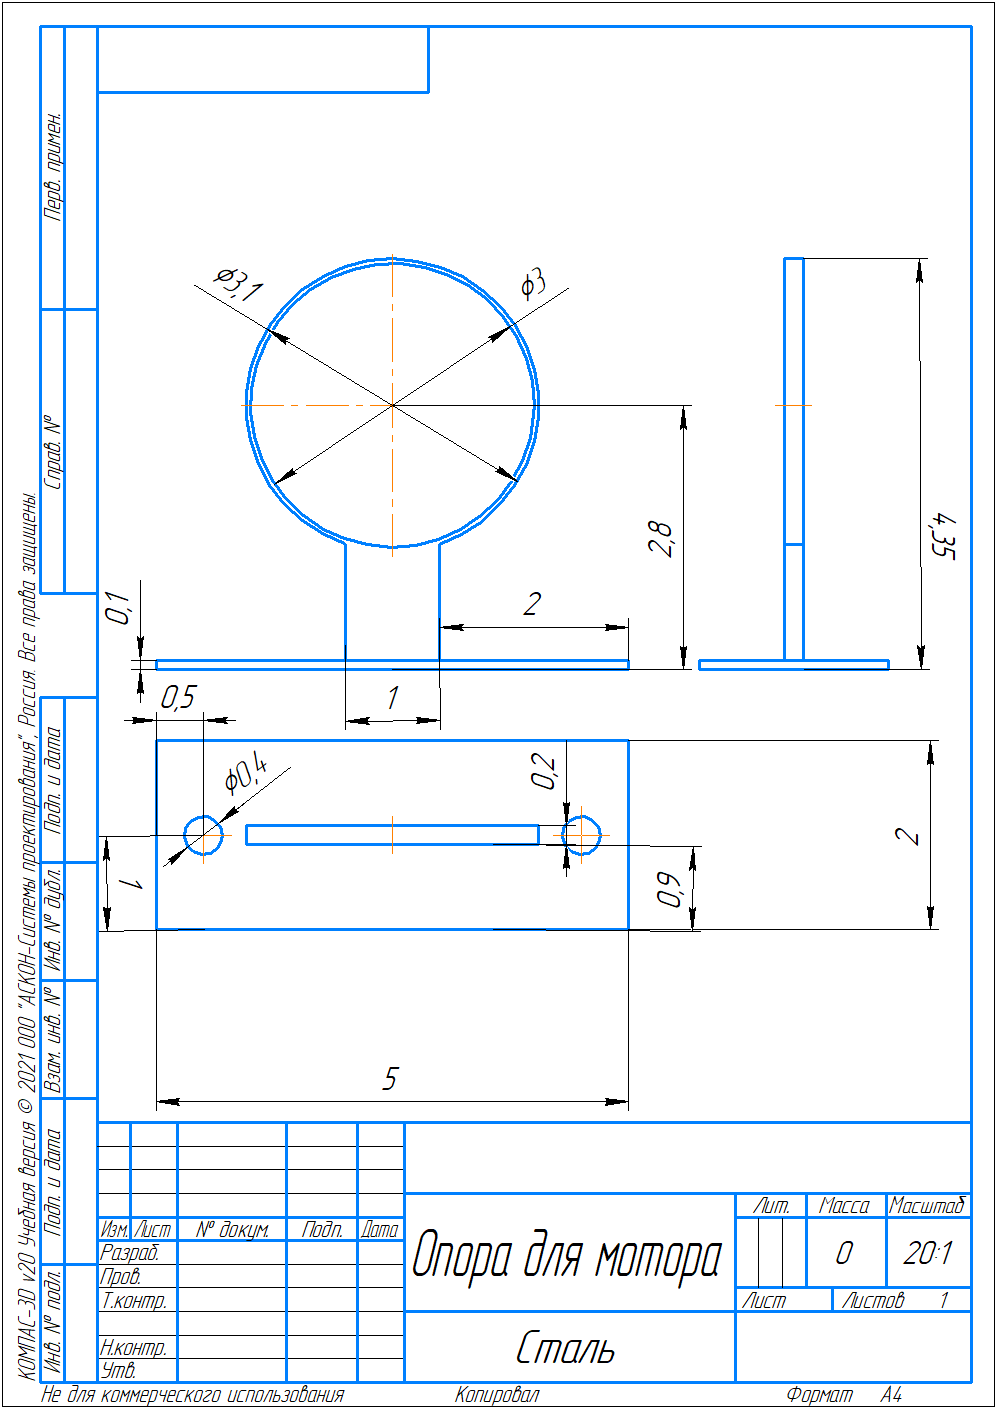 Перв. примен.
Справ. №
Подп. и дата
Инв. № дубл.
Взам. инв. №
Подп. и дата
Инв. № подл.
КОМПАС-3D v20 Учебная версия © 2021 ООО "АСКОН-Системы проектирования", Россия. Все права защищены.
ϕ3,1
ϕ3
2,8
4,35
0,1
2
0,5
1
ϕ0,4
0,2
1
0,9
2
5
Изм. Лист № докум. Подп. Дата
Разраб.
Пров.
Т.контр.
Н.контр.
Утв.
Опора для мотора
Сталь
Лит. Масса Масштаб
0 20:1
Лист Листов 1
Не для коммерческого использования Копировал Формат А4